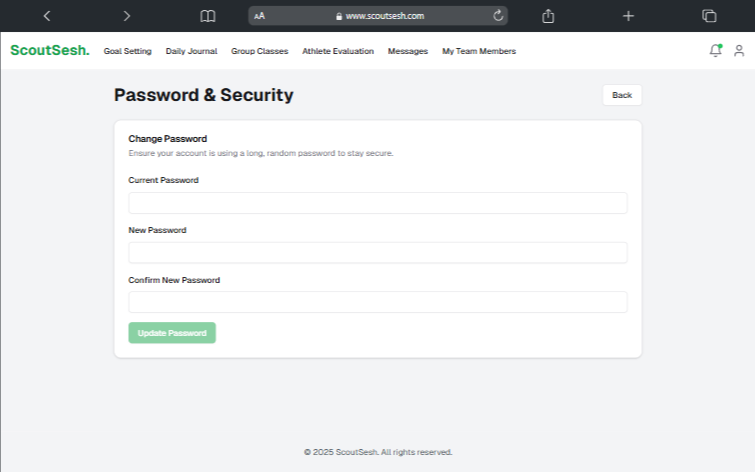 AA www.scoutsesh.com
ScoutSesh. Goal Setting Daily Journal Group Classes Athlete Evaluation Messages My Team Members
Password & Security Back
Change Password
Ensure your account is using a long, random password to stay secure.
Current Password
New Password
Confirm New Password
Update Password
© 2025 ScoutSesh. All rights reserved.